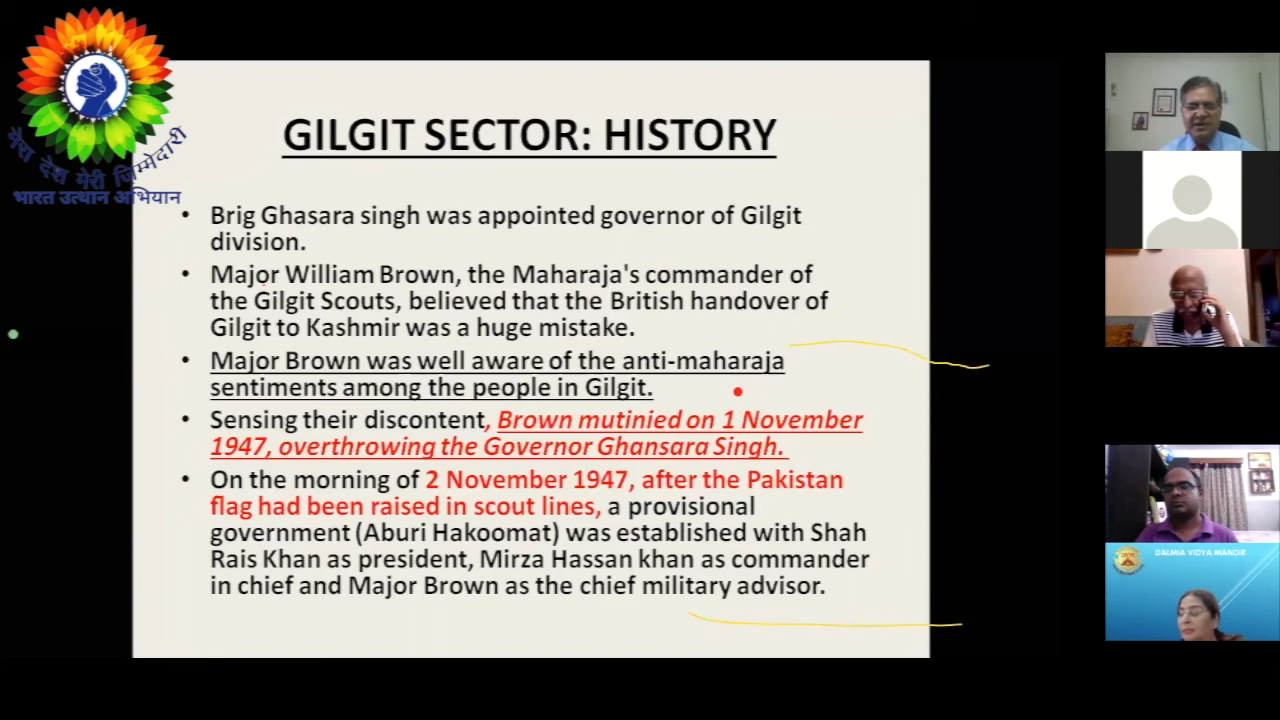 मेरा देश मेरी जिम्मेदारी
भारत उत्थान अभियान
GILGIT SECTOR: HISTORY
• Brig Ghasara singh was appointed governor of Gilgit
division.
• Major William Brown, the Maharaja's commander of
the Gilgit Scouts, believed that the British handover of
Gilgit to Kashmir was a huge mistake.
• Major Brown was well aware of the anti-maharaja
sentiments among the people in Gilgit.
• Sensing their discontent, Brown mutinied on 1 November
1947, overthrowing the Governor Ghansara Singh.
• On the morning of 2 November 1947, after the Pakistan
flag had been raised in scout lines, a provisional
government (Aburi Hakoomat) was established with Shah
Rais Khan as president, Mirza Hassan khan as commander
in chief and Major Brown as the chief military advisor.
DALMIA VIDYA MANDIR